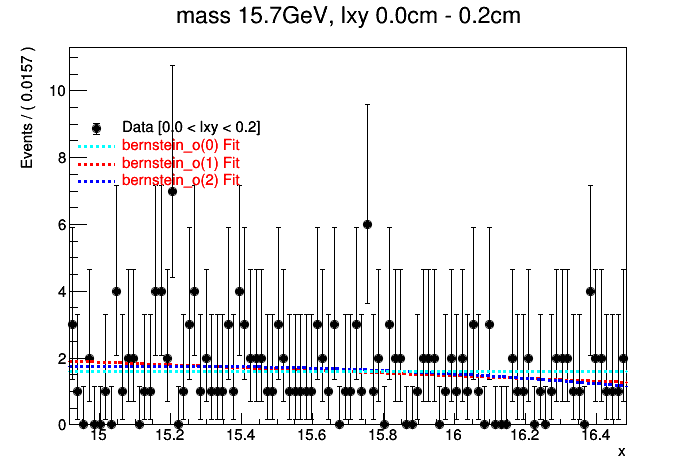 mass 15.7GeV, lxy 0.0cm - 0.2cm
Events / ( 0.0157 )
10
8
6
4
2
0
Data [0.0 < lxy < 0.2]
bernstein_o(0) Fit
bernstein_o(1) Fit
bernstein_o(2) Fit
15 15.2 15.4 15.6 15.8 16 16.2 16.4
x